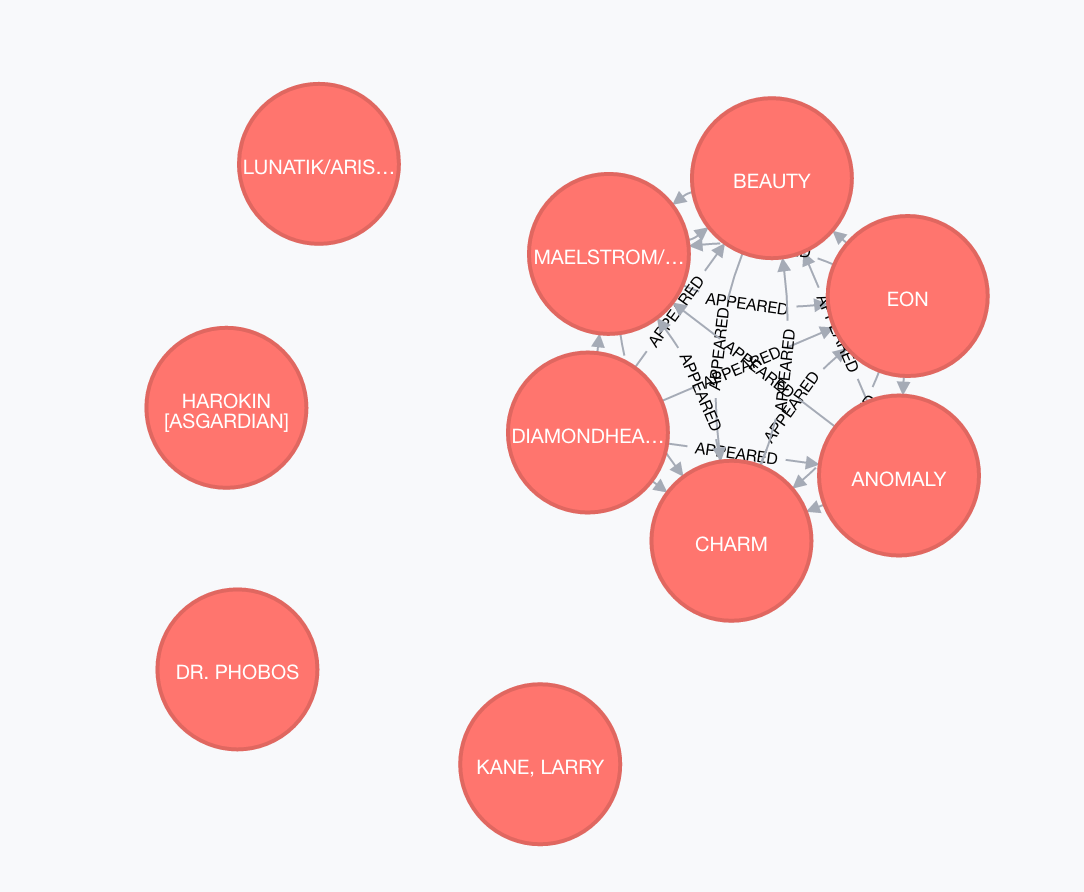 LUNATIK/ARIS…
BEAUTY
MAELSTROM/…
EON
APPEARED
APPEARED
APPEARED
APPEARED
APPEARED
APPEARED
APPEARED
APPEARED
APPEARED
HAROKIN
[ASGARDIAN]
DIAMONDHEA…
APPEARED
ANOMALY
CHARM
DR. PHOBOS
KANE, LARRY